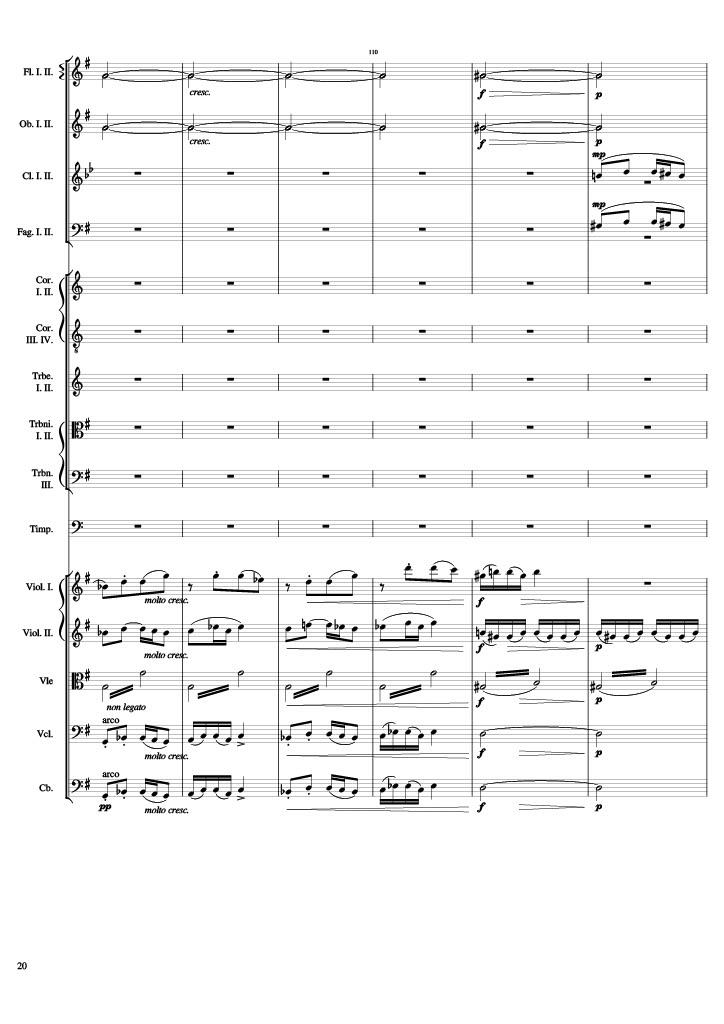 110
Fl. I. II.
cresc.
f p
Ob. I. II.
cresc.
f p
mp
Cl. I. II.
mp
Fag. I. II.
Cor.
I. II.
Cor.
III. IV.
8
Trbe.
I. II.
Trbni.
I. II.
Trbn.
III.
Timp.
Viol. I.
molto cresc.
f
Viol. II.
molto cresc.
f p
Vle
non legato
f p
arco
Vcl.
molto cresc.
f p
arco
Cb.
pp molto cresc.
f p
20